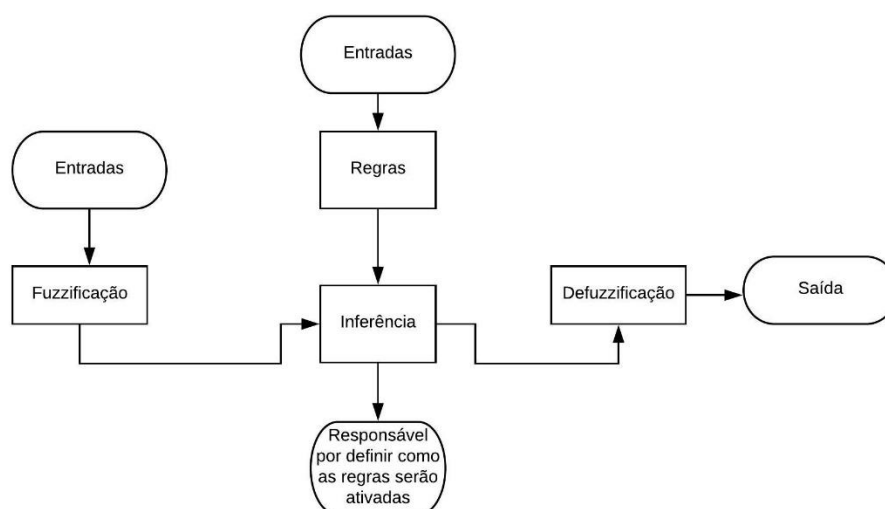 Entradas
Entradas
Regras
Fuzzificação
Inferência
Defuzzificação
Saída
Responsável
por definir como
as regras serão
ativadas